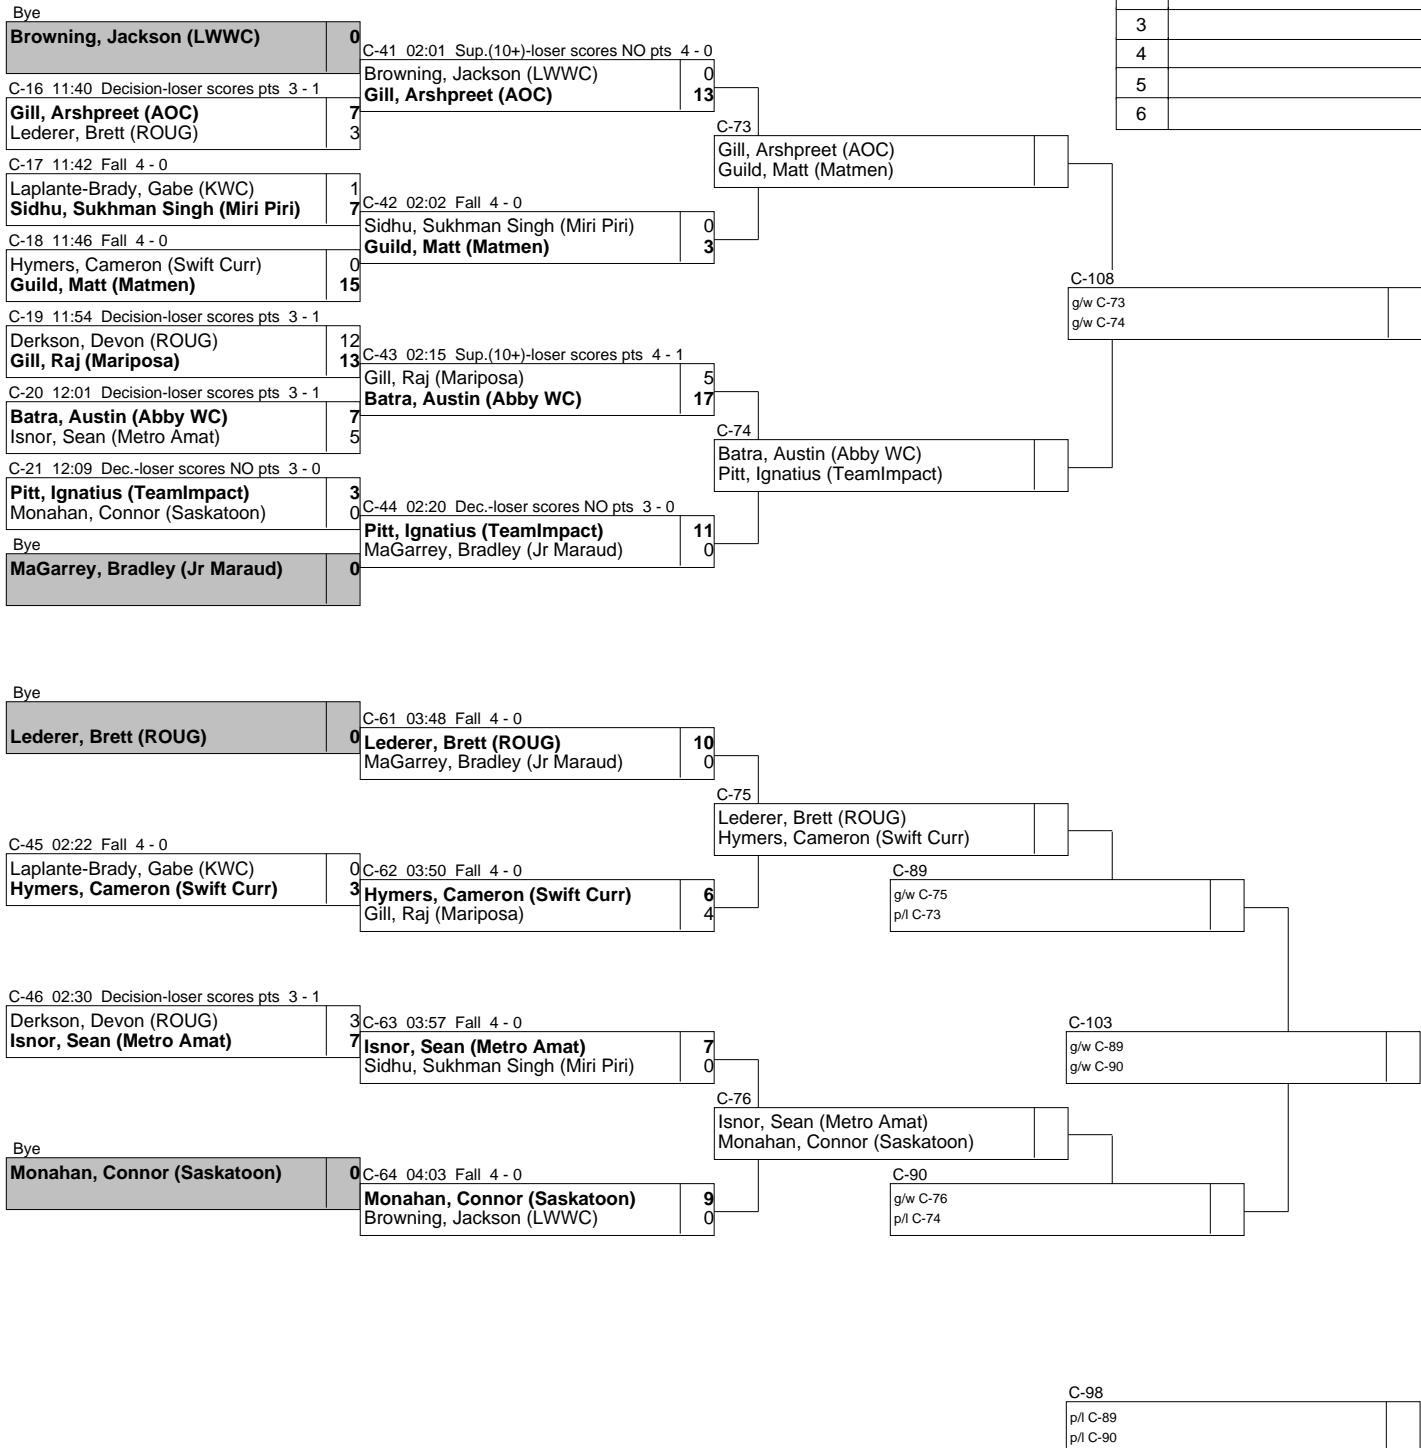 3
4
5
6
Bye
Browning, Jackson (LWWC) 0
C-16 11:40 Decision-loser scores pts 3 - 1
Gill, Arshpreet (AOC) 7
Lederer, Brett (ROUG) 3
C-17 11:42 Fall 4 - 0
Laplante-Brady, Gabe (KWC) 1
Sidhu, Sukhman Singh (Miri Piri) 7
C-18 11:46 Fall 4 - 0
Hymers, Cameron (Swift Curr) 0
Guild, Matt (Matmen) 15
C-19 11:54 Decision-loser scores pts 3 - 1
Derkson, Devon (ROUG) 12
Gill, Raj (Mariposa) 13
C-20 12:01 Decision-loser scores pts 3 - 1
Batra, Austin (Abby WC) 7
Isnor, Sean (Metro Amat) 5
C-21 12:09 Dec.-loser scores NO pts 3 - 0
Pitt, Ignatius (TeamImpact) 3
Monahan, Connor (Saskatoon) 0
Bye
MaGarrey, Bradley (Jr Maraud) 0
C-41 02:01 Sup.(10+)-loser scores NO pts 4 - 0
Browning, Jackson (LWWC) 0
Gill, Arshpreet (AOC) 13
C-42 02:02 Fall 4 - 0
Sidhu, Sukhman Singh (Miri Piri) 0
Guild, Matt (Matmen) 3
C-43 02:15 Sup.(10+)-loser scores pts 4 - 1
Gill, Raj (Mariposa) 5
Batra, Austin (Abby WC) 17
C-44 02:20 Dec.-loser scores NO pts 3 - 0
Pitt, Ignatius (TeamImpact) 11
MaGarrey, Bradley (Jr Maraud) 0
C-73
Gill, Arshpreet (AOC)
Guild, Matt (Matmen)
C-74
Batra, Austin (Abby WC)
Pitt, Ignatius (TeamImpact)
C-108
g/w C-73
g/w C-74
Bye
Lederer, Brett (ROUG) 0
C-45 02:22 Fall 4 - 0
Laplante-Brady, Gabe (KWC) 0
Hymers, Cameron (Swift Curr) 3
C-46 02:30 Decision-loser scores pts 3 - 1
Derkson, Devon (ROUG) 3
Isnor, Sean (Metro Amat) 7
Bye
Monahan, Connor (Saskatoon) 0
C-61 03:48 Fall 4 - 0
Lederer, Brett (ROUG) 10
MaGarrey, Bradley (Jr Maraud) 0
C-62 03:50 Fall 4 - 0
Hymers, Cameron (Swift Curr) 6
Gill, Raj (Mariposa) 4
C-63 03:57 Fall 4 - 0
Isnor, Sean (Metro Amat) 7
Sidhu, Sukhman Singh (Miri Piri) 0
C-64 04:03 Fall 4 - 0
Monahan, Connor (Saskatoon) 9
Browning, Jackson (LWWC) 0
C-75
Lederer, Brett (ROUG)
Hymers, Cameron (Swift Curr)
C-76
Isnor, Sean (Metro Amat)
Monahan, Connor (Saskatoon)
C-89
g/w C-75
p/l C-73
C-90
g/w C-76
p/l C-74
C-103
g/w C-89
g/w C-90
C-98
p/l C-89
p/l C-90